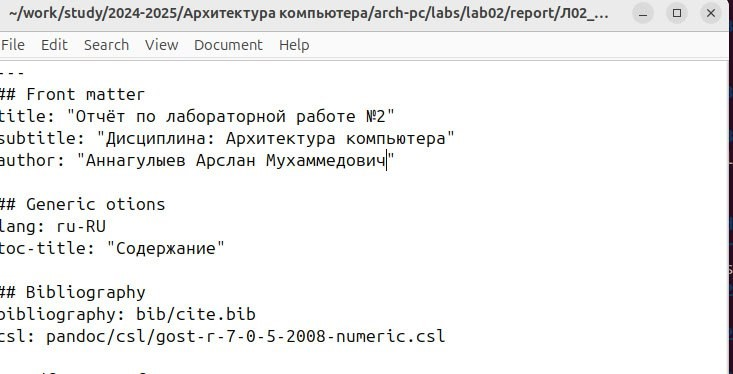 ~/work/study/2024-2025/Архитектура компьютера/arch-pc/labs/lab02/report/Л02_...
File Edit Search View Document Help
---
## Front matter
title: "Отчёт по лабораторной работе №2"
subtitle: "Дисциплина: Архитектура компьютера"
author: "Аннагулыев Арслан Мухаммедович"
## Generic otions
lang: ru-RU
toc-title: "Содержание"
## Bibliography
bibliography: bib/cite.bib
csl: pandoc/csl/gost-r-7-0-5-2008-numeric.csl